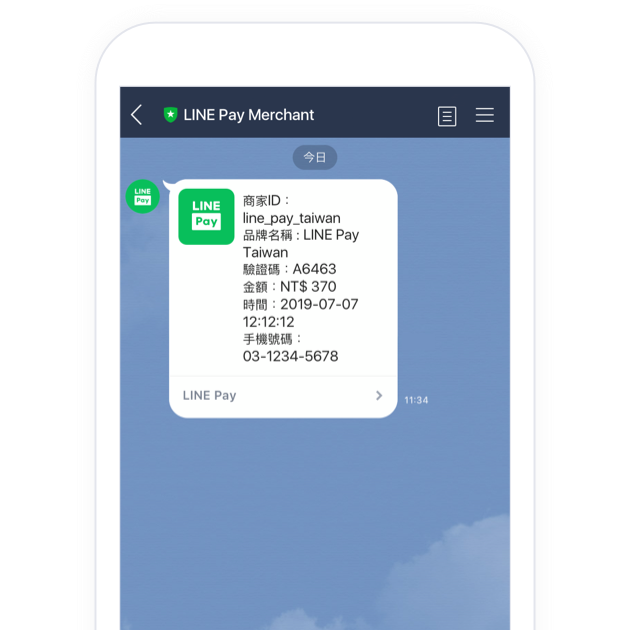 LINE Pay Merchant
今日
LINE
Pay
LINE
Pay
商家ID：
line_pay_taiwan
品牌名稱：LINE Pay
Taiwan
驗證碼：A6463
金額：NT$ 370
時間：2019-07-07
12:12:12
手機號碼：
03-1234-5678
LINE Pay
11:34